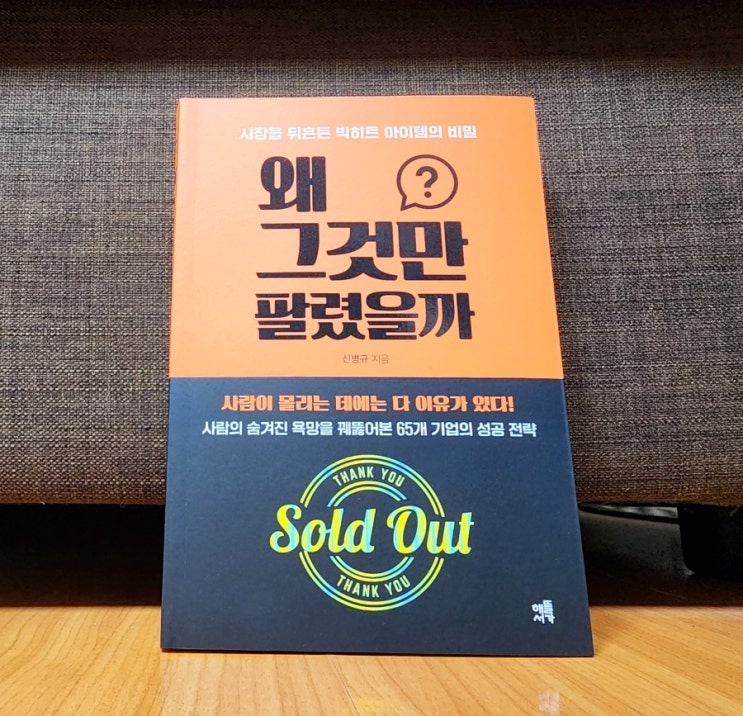 시장을 뒤흔든 빅히트 아이템의 비밀
왜 ?
그것만
팔렸을까
신병규 지음
사람이 몰리는 데에는 다 이유가 있다!
사람의 숨겨진 욕망을 꿰뚫어본 65개 기업의 성공 전략
THANK YOU
Sold Out
THANK YOU
해뜰
서가